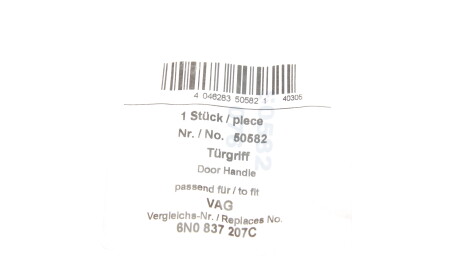 4 046283 50582 1 40305
1 Stück / piece
Nr. / No. 50582
Türgriff
Door Handle
passend für / to fit
VAG
Vergleichs-Nr. / Replaces No.
6N0 837 207C